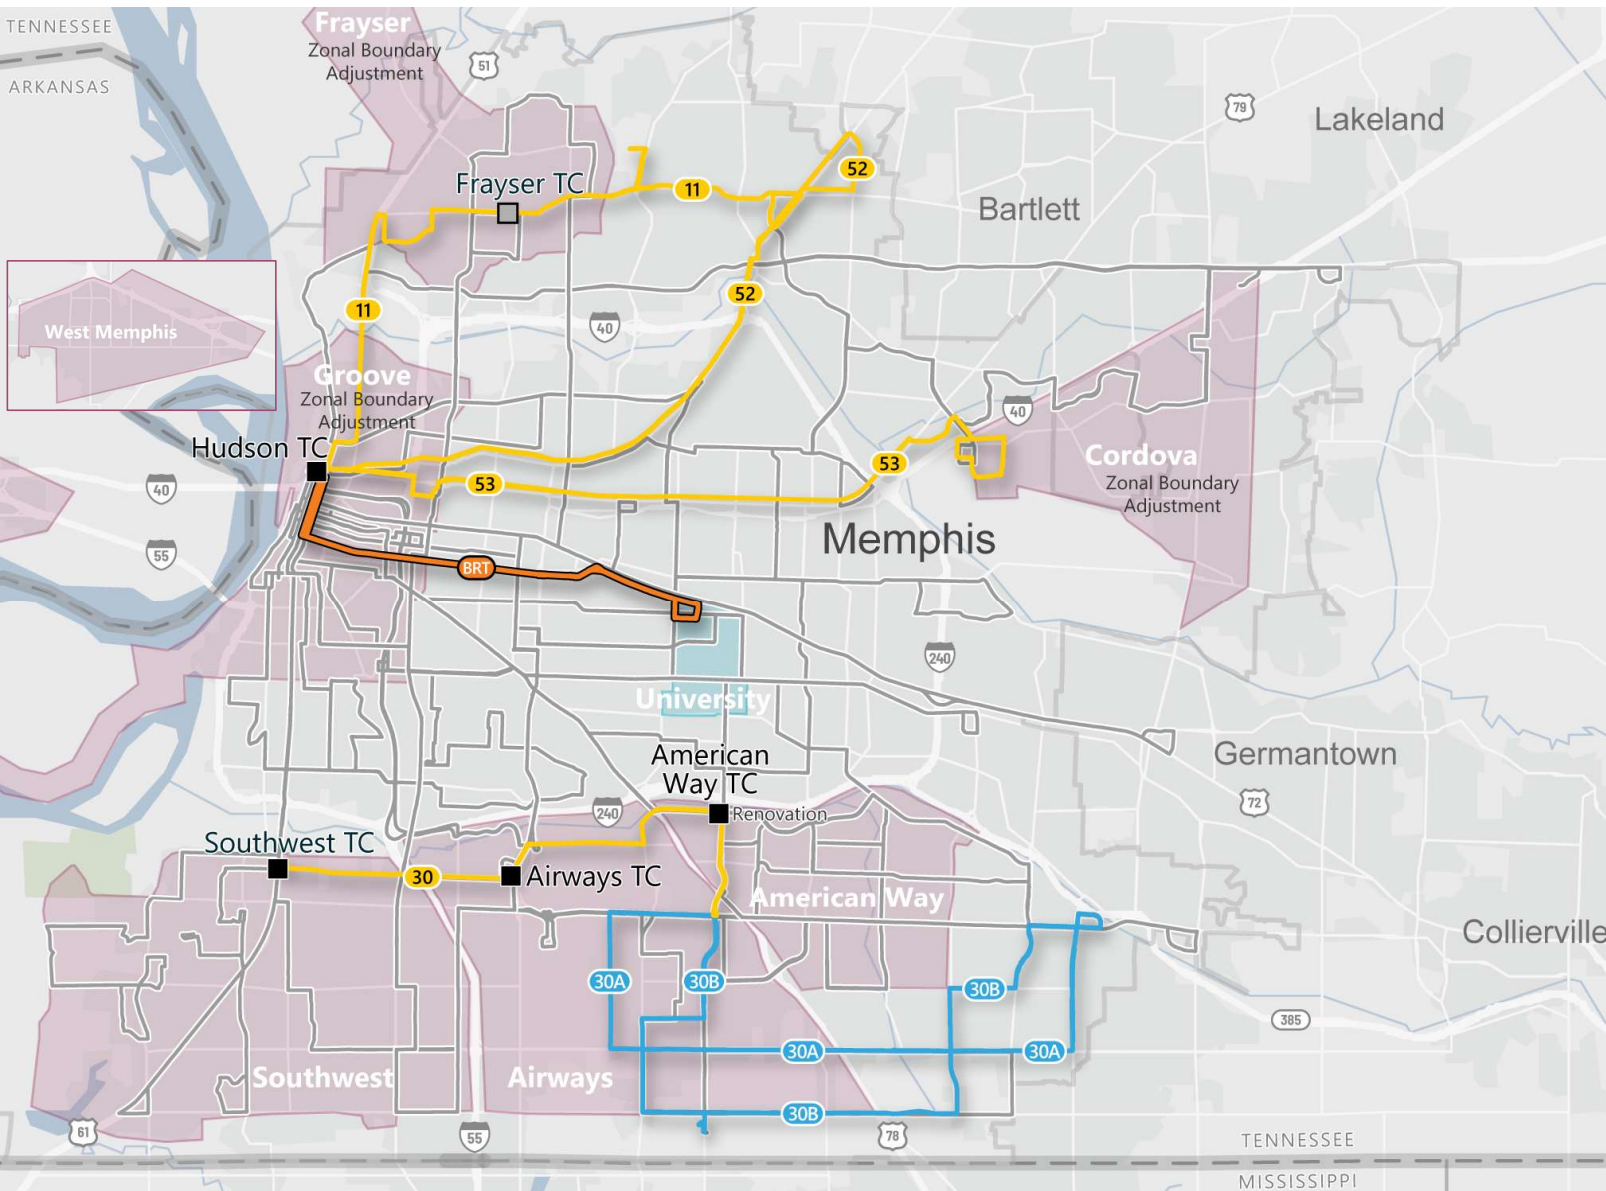 TENNESSEE
ARKANSAS
Frayser
Zonal Boundary
Adjustment
51
79
Lakeland
Frayser TC
11
52
Bartlett
11
52
40
West Memphis
Groove
Zonal Boundary
Adjustment
40
Hudson TC
53
53
Cordova
Zonal Boundary
Adjustment
40
55
Memphis
BRT
240
University
American
Way TC
Renovation
Germantown
72
240
Southwest TC
30
Airways TC
American Way
Collierville
30A
30B
30B
385
30A
30A
Southwest
Airways
30B
61
55
78
TENNESSEE
MISSISSIPPI